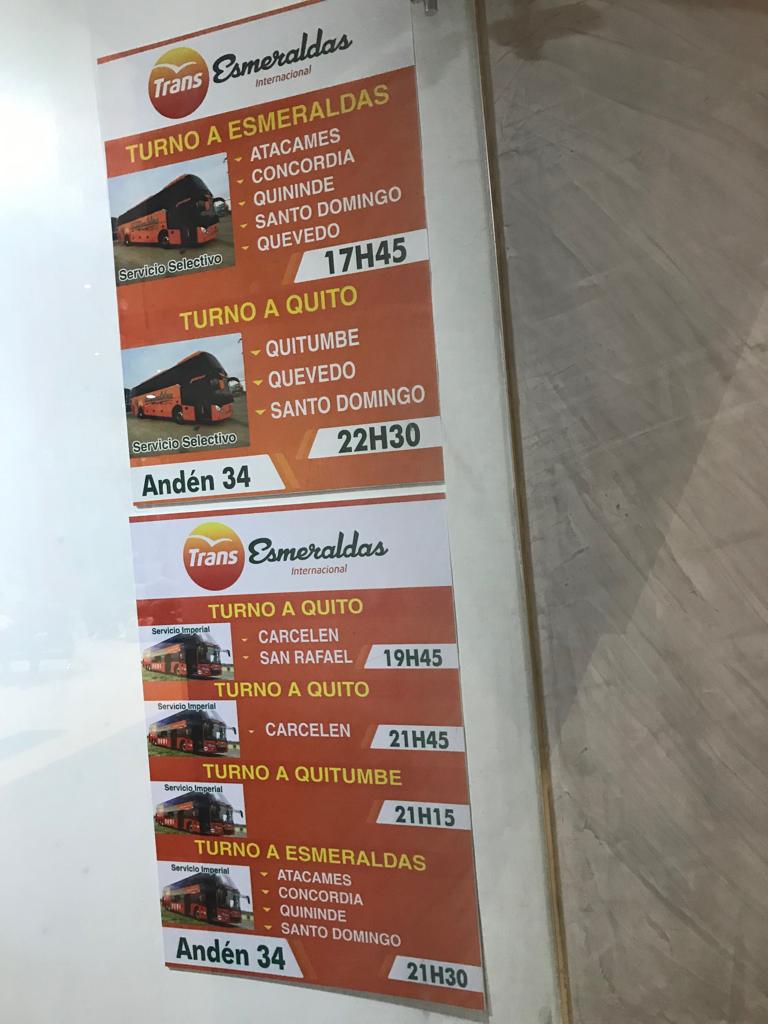 Trans Esmeraldas
Internacional
TURNO A ESMERALDAS
ATACAMES
CONCORDIA
QUININDE
SANTO DOMINGO
QUEVEDO
Servicio Selectivo
17H45
TURNO A QUITO
QUITUMBE
QUEVEDO
SANTO DOMINGO
Servicio Selectivo
22H30
Andén 34
Trans Esmeraldas
Internacional
TURNO A QUITO
Servicio Imperial
CARCELEN
SAN RAFAEL
19H45
TURNO A QUITO
Servicio Imperial
CARCELEN
21H45
TURNO A QUITUMBE
Servicio Imperial
21H15
TURNO A ESMERALDAS
Servicio Imperial
ATACAMES
CONCORDIA
QUININDE
SANTO DOMINGO
Andén 34
21H30